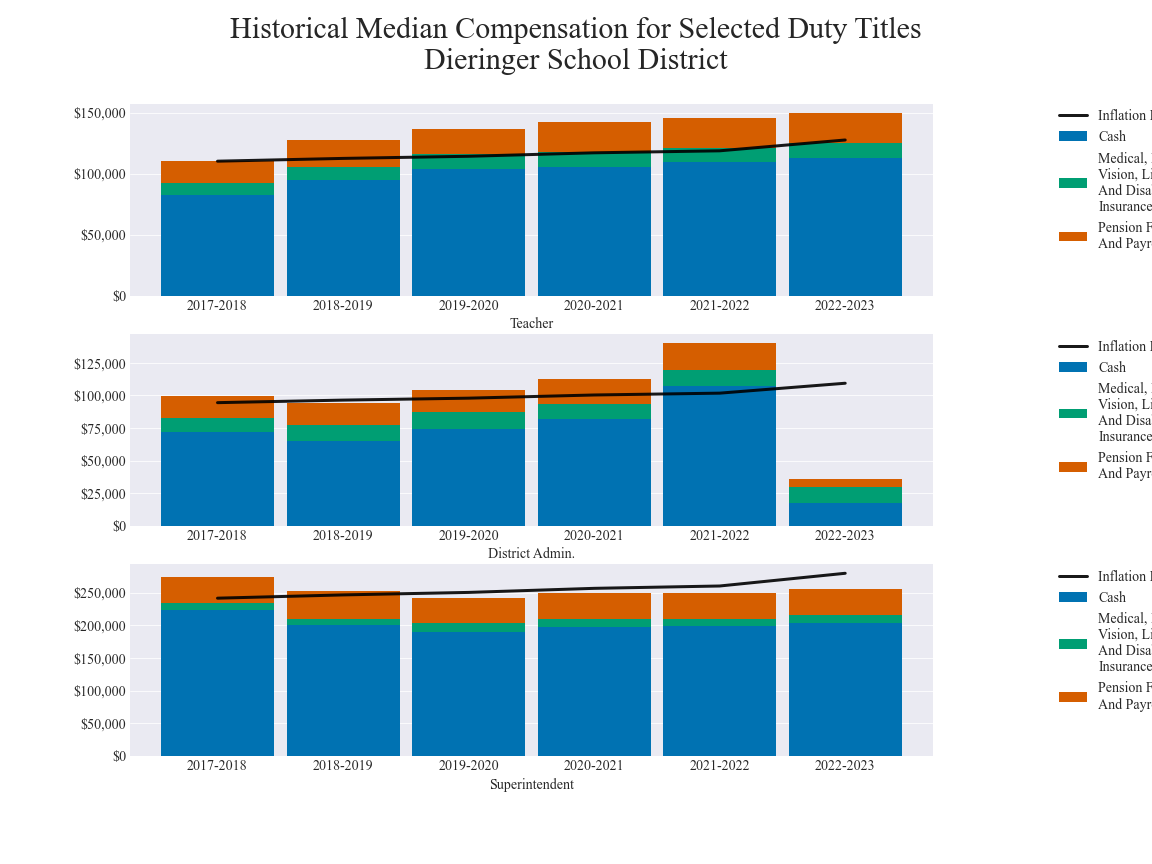 Historical Median Compensation for Selected Duty Titles
Dieringer School District
$150,000
$100,000
$50,000
$0
2017-2018 2018-2019 2019-2020 2020-2021 2021-2022 2022-2023
Teacher
Inflation
Cash
Medical,
Vision,
And
Insurance
Pension
And
$125,000
$100,000
$75,000
$50,000
$25,000
$0
2017-2018 2018-2019 2019-2020 2020-2021 2021-2022 2022-2023
District Admin.
Inflation
Cash
Medical,
Vision,
And
Insurance
Pension
And
$250,000
$200,000
$150,000
$100,000
$50,000
$0
2017-2018 2018-2019 2019-2020 2020-2021 2021-2022 2022-2023
Superintendent
Inflation
Cash
Medical,
Vision,
And
Insurance
Pension
And